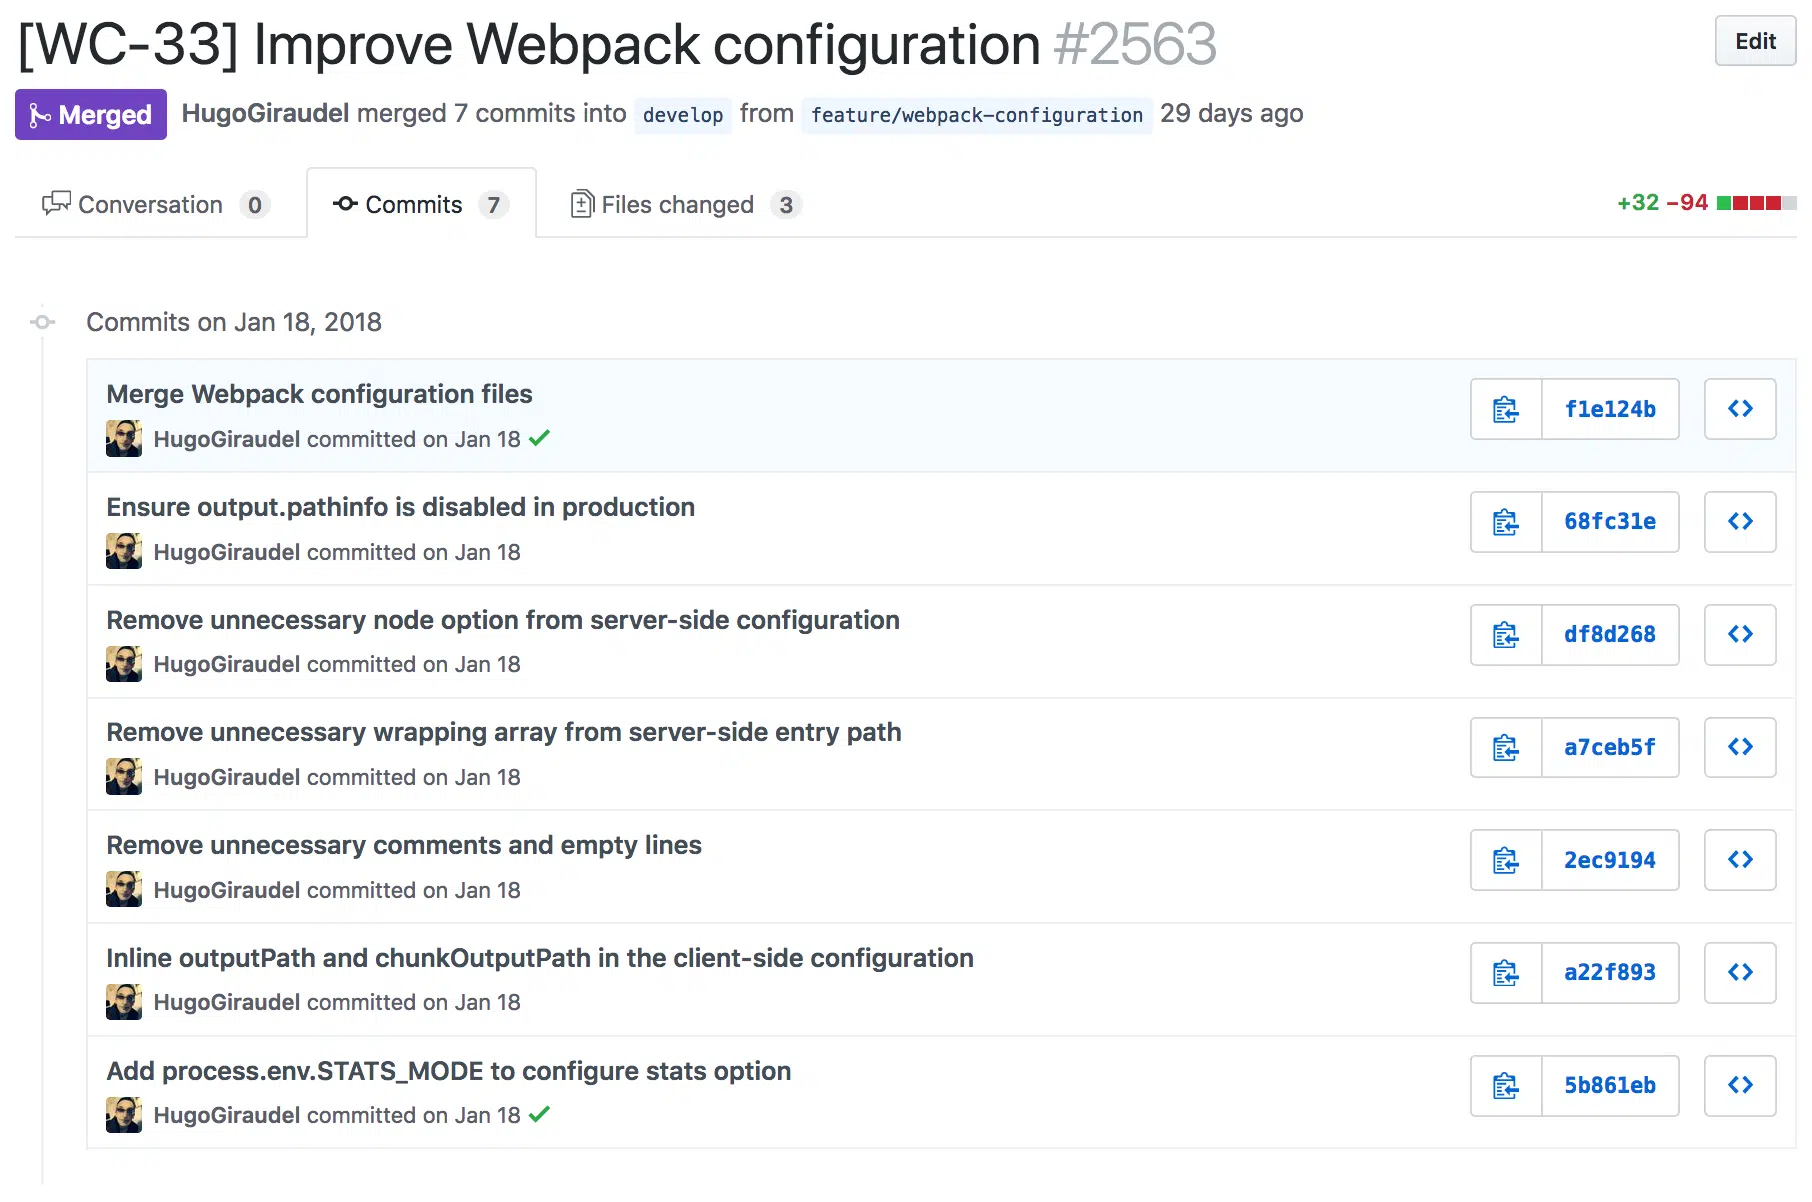 [WC-33] Improve Webpack configuration #2563
Edit
Merged HugoGiraudel merged 7 commits into develop from feature/webpack-configuration 29 days ago
Conversation 0 Commits 7 Files changed 3 +32 −94
Commits on Jan 18, 2018
Merge Webpack configuration files
HugoGiraudel committed on Jan 18
f1e124b
Ensure output.pathinfo is disabled in production
HugoGiraudel committed on Jan 18
68fc31e
Remove unnecessary node option from server-side configuration
HugoGiraudel committed on Jan 18
df8d268
Remove unnecessary wrapping array from server-side entry path
HugoGiraudel committed on Jan 18
a7ceb5f
Remove unnecessary comments and empty lines
HugoGiraudel committed on Jan 18
2ec9194
Inline outputPath and chunkOutputPath in the client-side configuration
HugoGiraudel committed on Jan 18
a22f893
Add process.env.STATS_MODE to configure stats option
HugoGiraudel committed on Jan 18
5b861eb